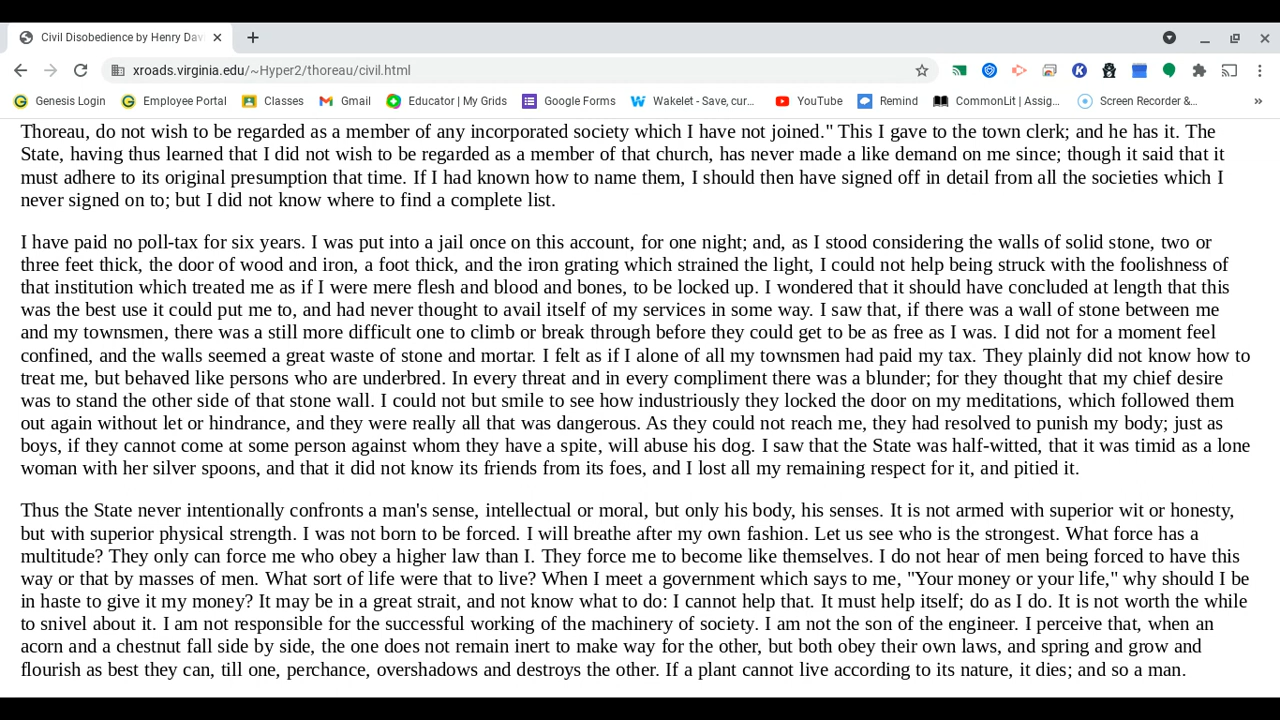 Civil Disobedience by Henry Dav
xroads.virginia.edu/~Hyper2/thoreau/civil.html
Genesis Login Employee Portal Classes Gmail Educator | My Grids Google Forms Wakelet - Save, cur... YouTube Remind CommonLit | Assig... Screen Recorder &... »
Thoreau, do not wish to be regarded as a member of any incorporated society which I have not joined." This I gave to the town clerk; and he has it. The
State, having thus learned that I did not wish to be regarded as a member of that church, has never made a like demand on me since; though it said that it
must adhere to its original presumption that time. If I had known how to name them, I should then have signed off in detail from all the societies which I
never signed on to; but I did not know where to find a complete list.
I have paid no poll-tax for six years. I was put into a jail once on this account, for one night; and, as I stood considering the walls of solid stone, two or
three feet thick, the door of wood and iron, a foot thick, and the iron grating which strained the light, I could not help being struck with the foolishness of
that institution which treated me as if I were mere flesh and blood and bones, to be locked up. I wondered that it should have concluded at length that this
was the best use it could put me to, and had never thought to avail itself of my services in some way. I saw that, if there was a wall of stone between me
and my townsmen, there was a still more difficult one to climb or break through before they could get to be as free as I was. I did not for a moment feel
confined, and the walls seemed a great waste of stone and mortar. I felt as if I alone of all my townsmen had paid my tax. They plainly did not know how to
treat me, but behaved like persons who are underbred. In every threat and in every compliment there was a blunder; for they thought that my chief desire
was to stand the other side of that stone wall. I could not but smile to see how industriously they locked the door on my meditations, which followed them
out again without let or hindrance, and they were really all that was dangerous. As they could not reach me, they had resolved to punish my body; just as
boys, if they cannot come at some person against whom they have a spite, will abuse his dog. I saw that the State was half-witted, that it was timid as a lone
woman with her silver spoons, and that it did not know its friends from its foes, and I lost all my remaining respect for it, and pitied it.
Thus the State never intentionally confronts a man's sense, intellectual or moral, but only his body, his senses. It is not armed with superior wit or honesty,
but with superior physical strength. I was not born to be forced. I will breathe after my own fashion. Let us see who is the strongest. What force has a
multitude? They only can force me who obey a higher law than I. They force me to become like themselves. I do not hear of men being forced to have this
way or that by masses of men. What sort of life were that to live? When I meet a government which says to me, "Your money or your life," why should I be
in haste to give it my money? It may be in a great strait, and not know what to do: I cannot help that. It must help itself; do as I do. It is not worth the while
to snivel about it. I am not responsible for the successful working of the machinery of society. I am not the son of the engineer. I perceive that, when an
acorn and a chestnut fall side by side, the one does not remain inert to make way for the other, but both obey their own laws, and spring and grow and
flourish as best they can, till one, perchance, overshadows and destroys the other. If a plant cannot live according to its nature, it dies; and so a man.